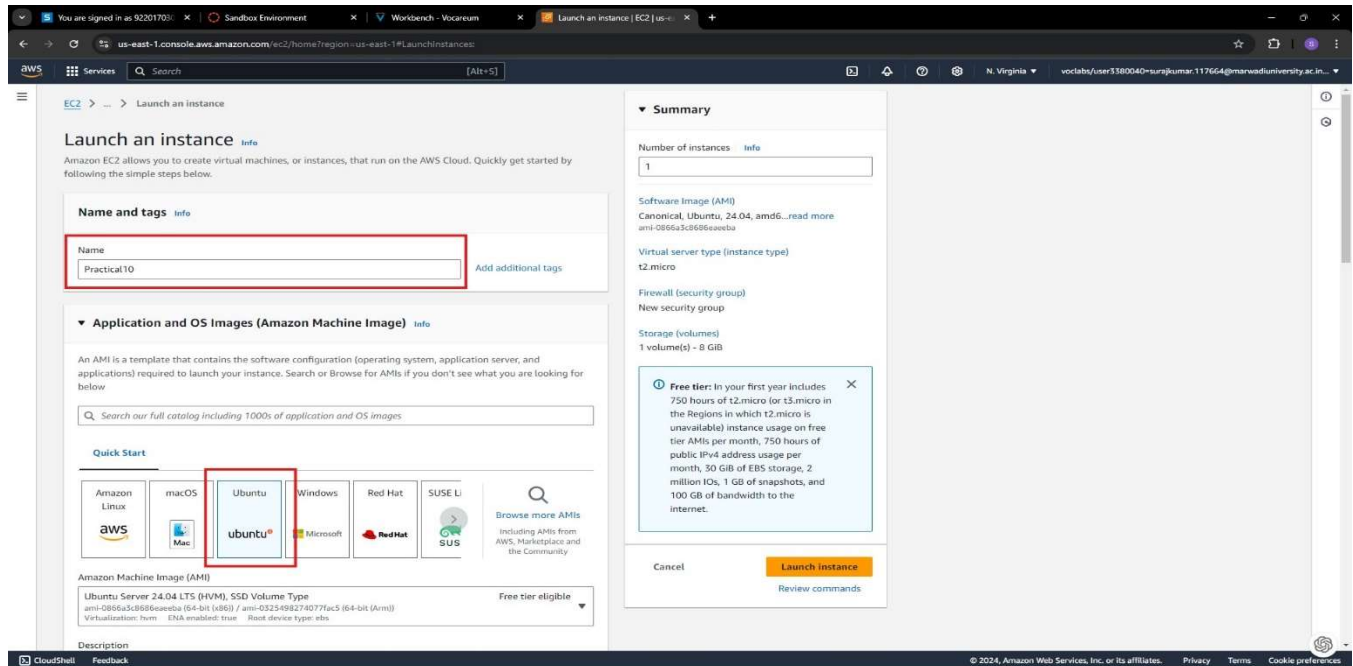 You are signed in as 92201703
Sandbox Environment
Workbench - Vocareum
Launch an instance | EC2 | us-e
us-east-1.console.aws.amazon.com/ec2/home?region=us-east-1#LaunchInstances:
aws
Services
Search
[Alt+S]
N. Virginia
voclabs/user3380040=surajkumar.117664@marwadiuniversity.ac.in...
EC2 > ... > Launch an instance
Launch an instance Info
Amazon EC2 allows you to create virtual machines, or instances, that run on the AWS Cloud. Quickly get started by
following the simple steps below.
Name and tags Info
Name
Practical10
Add additional tags
Application and OS Images (Amazon Machine Image) Info
An AMI is a template that contains the software configuration (operating system, application server, and
applications) required to launch your instance. Search or Browse for AMIs if you don't see what you are looking for
below
Search our full catalog including 1000s of application and OS images
Quick Start
Amazon
Linux
aws
macOS
Mac
Ubuntu
ubuntu
Windows
Microsoft
Red Hat
RedHat
SUSE Li
SUS
Browse more AMIs
Including AMIs from
AWS, Marketplace and
the Community
Amazon Machine Image (AMI)
Ubuntu Server 24.04 LTS (HVM), SSD Volume Type
Free tier eligible
ami-0866a3c8686eaeeba (64-bit (x86)) / ami-0325498274077fac5 (64-bit (Arm))
Virtualization: hvm ENA enabled: true Root device type: ebs
Description
Summary
Number of instances Info
1
Software Image (AMI)
Canonical, Ubuntu, 24.04, amd6...read more
ami-0866a3c8686eaeeba
Virtual server type (instance type)
t2.micro
Firewall (security group)
New security group
Storage (volumes)
1 volume(s) - 8 GiB
Free tier: In your first year includes
750 hours of t2.micro (or t3.micro in
the Regions in which t2.micro is
unavailable) instance usage on free
tier AMIs per month, 750 hours of
public IPv4 address usage per
month, 30 GiB of EBS storage, 2
million IOs, 1 GB of snapshots, and
100 GB of bandwidth to the
internet.
Cancel
Launch instance
Review commands
CloudShell
Feedback
© 2024, Amazon Web Services, Inc. or its affiliates.
Privacy
Terms
Cookie preferences